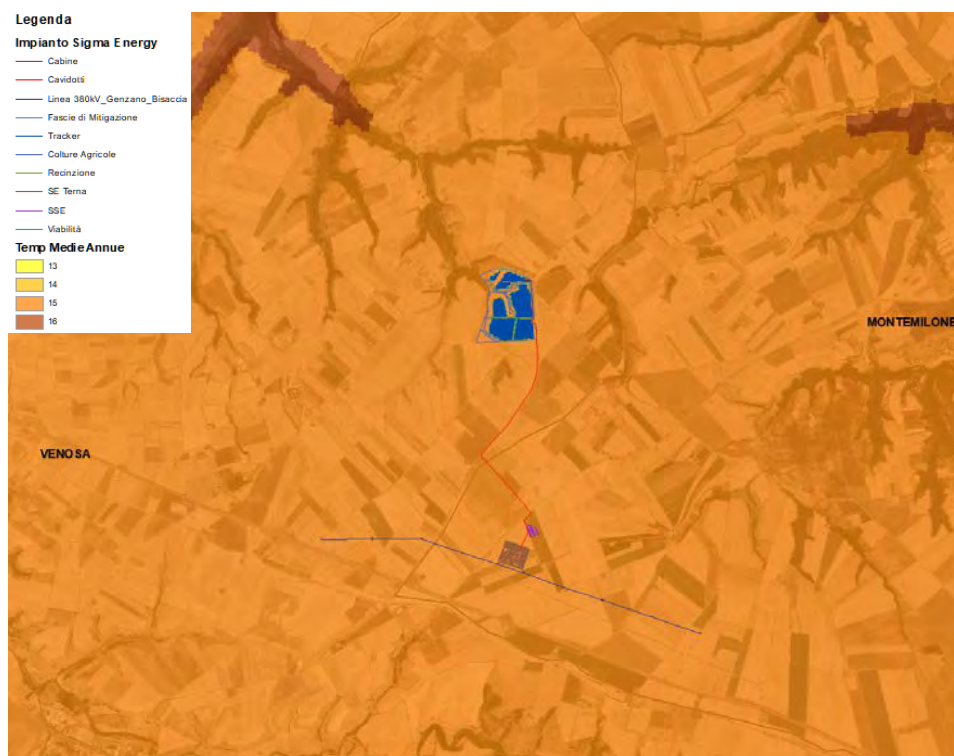 Legenda
Impianto Sigma Energy
Cabine
Cavidotti
Linea 380kV_Genzano_Bisaccia
Fascie di Mitigazione
Tracker
Colture Agricole
Recinzione
SE Terna
SSE
Viabilità
Temp Medie Annue
13
14
15
16
MONTEMILONE
VENOSA